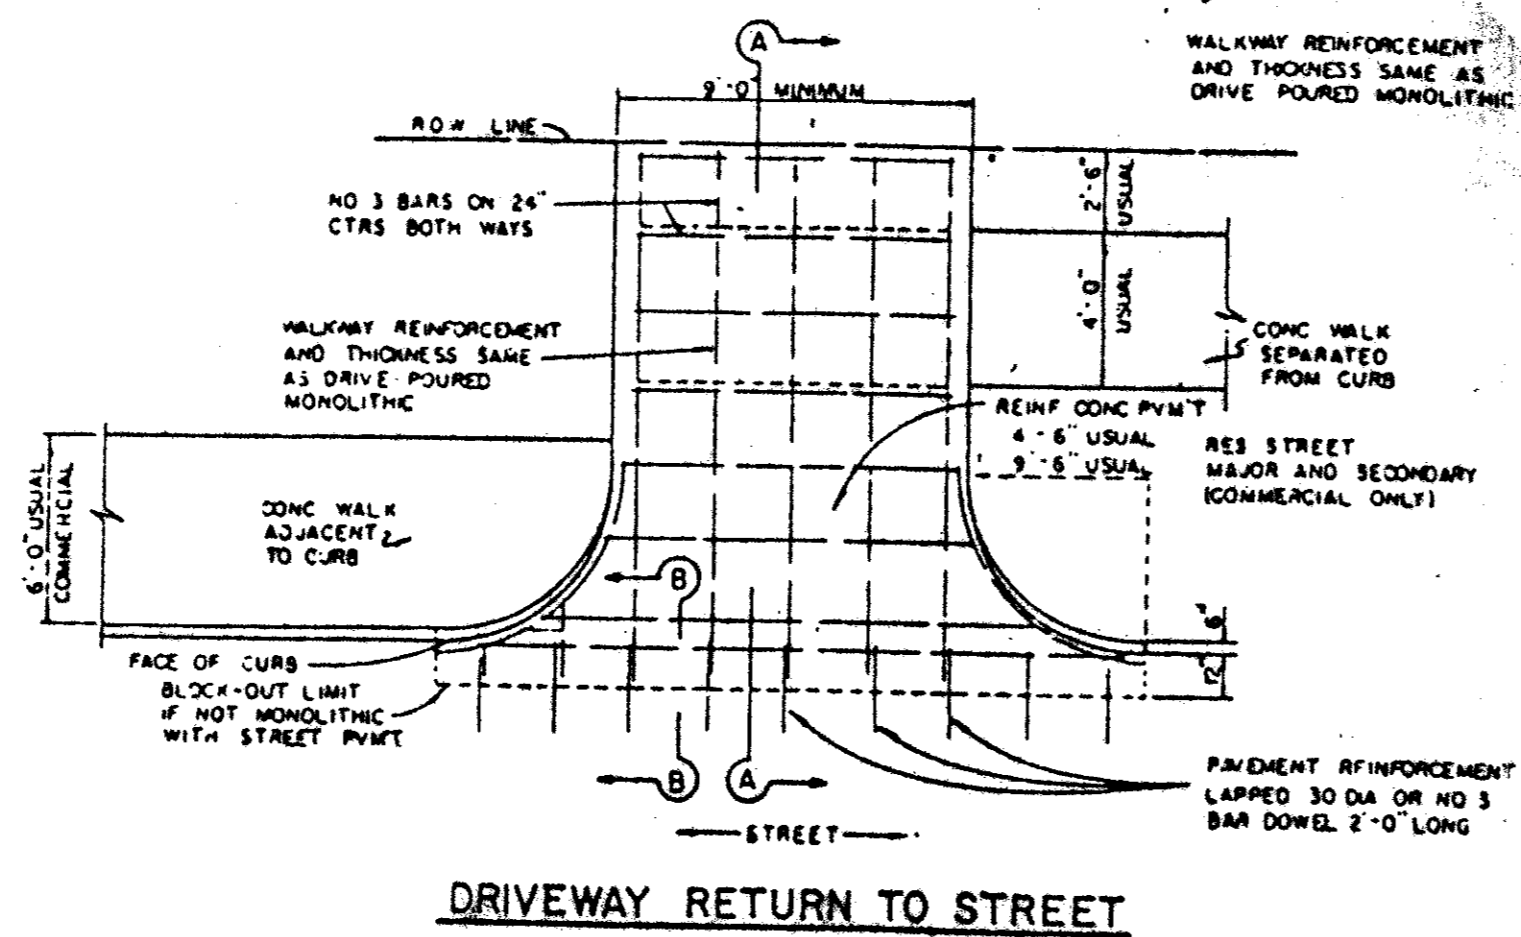 A
WALKWAY REINFORCEMENT
AND THICKNESS SAME AS
DRIVE POURED MONOLITHIC
9'-0" MINIMUM
ROW LINE
2'-6"
USUAL
NO 3 BARS ON 24"
CTRS BOTH WAYS
4'-0"
USUAL
WALKWAY REINFORCEMENT
AND THICKNESS SAME
AS DRIVE-POURED
MONOLITHIC
CONC WALK
SEPARATED
FROM CURB
REINF CONC PVM'T
4'-6" USUAL
9'-6" USUAL
RES STREET
MAJOR AND SECONDARY
(COMMERCIAL ONLY)
6'-0" USUAL
COMMERCIAL
CONC WALK
ADJACENT
TO CURB
B
6"
12"
FACE OF CURB
BLOCK-OUT LIMIT
IF NOT MONOLITHIC
WITH STREET PVM'T
B
A
PAVEMENT REINFORCEMENT
LAPPED 30 DIA OR NO 3
BAR DOWEL 2'-0" LONG
STREET
DRIVEWAY RETURN TO STREET